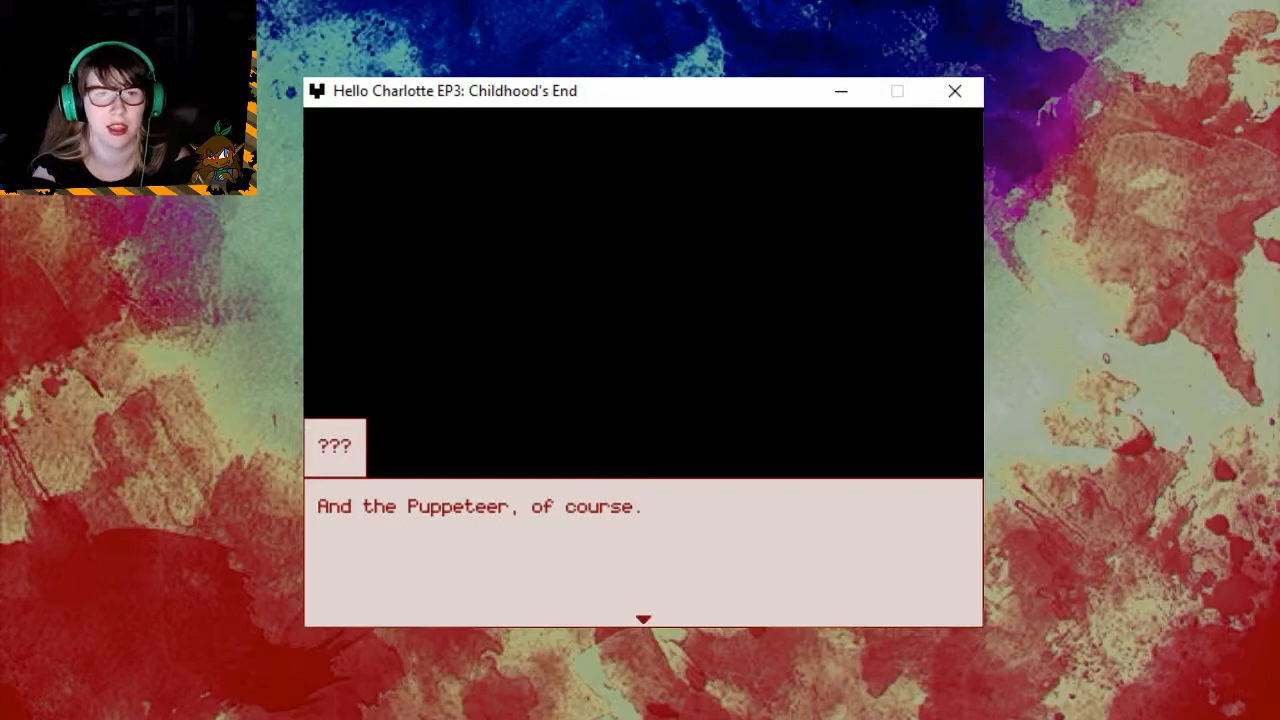 Hello Charlotte EP3: Childhood's End
???
And the Puppeteer, of course.